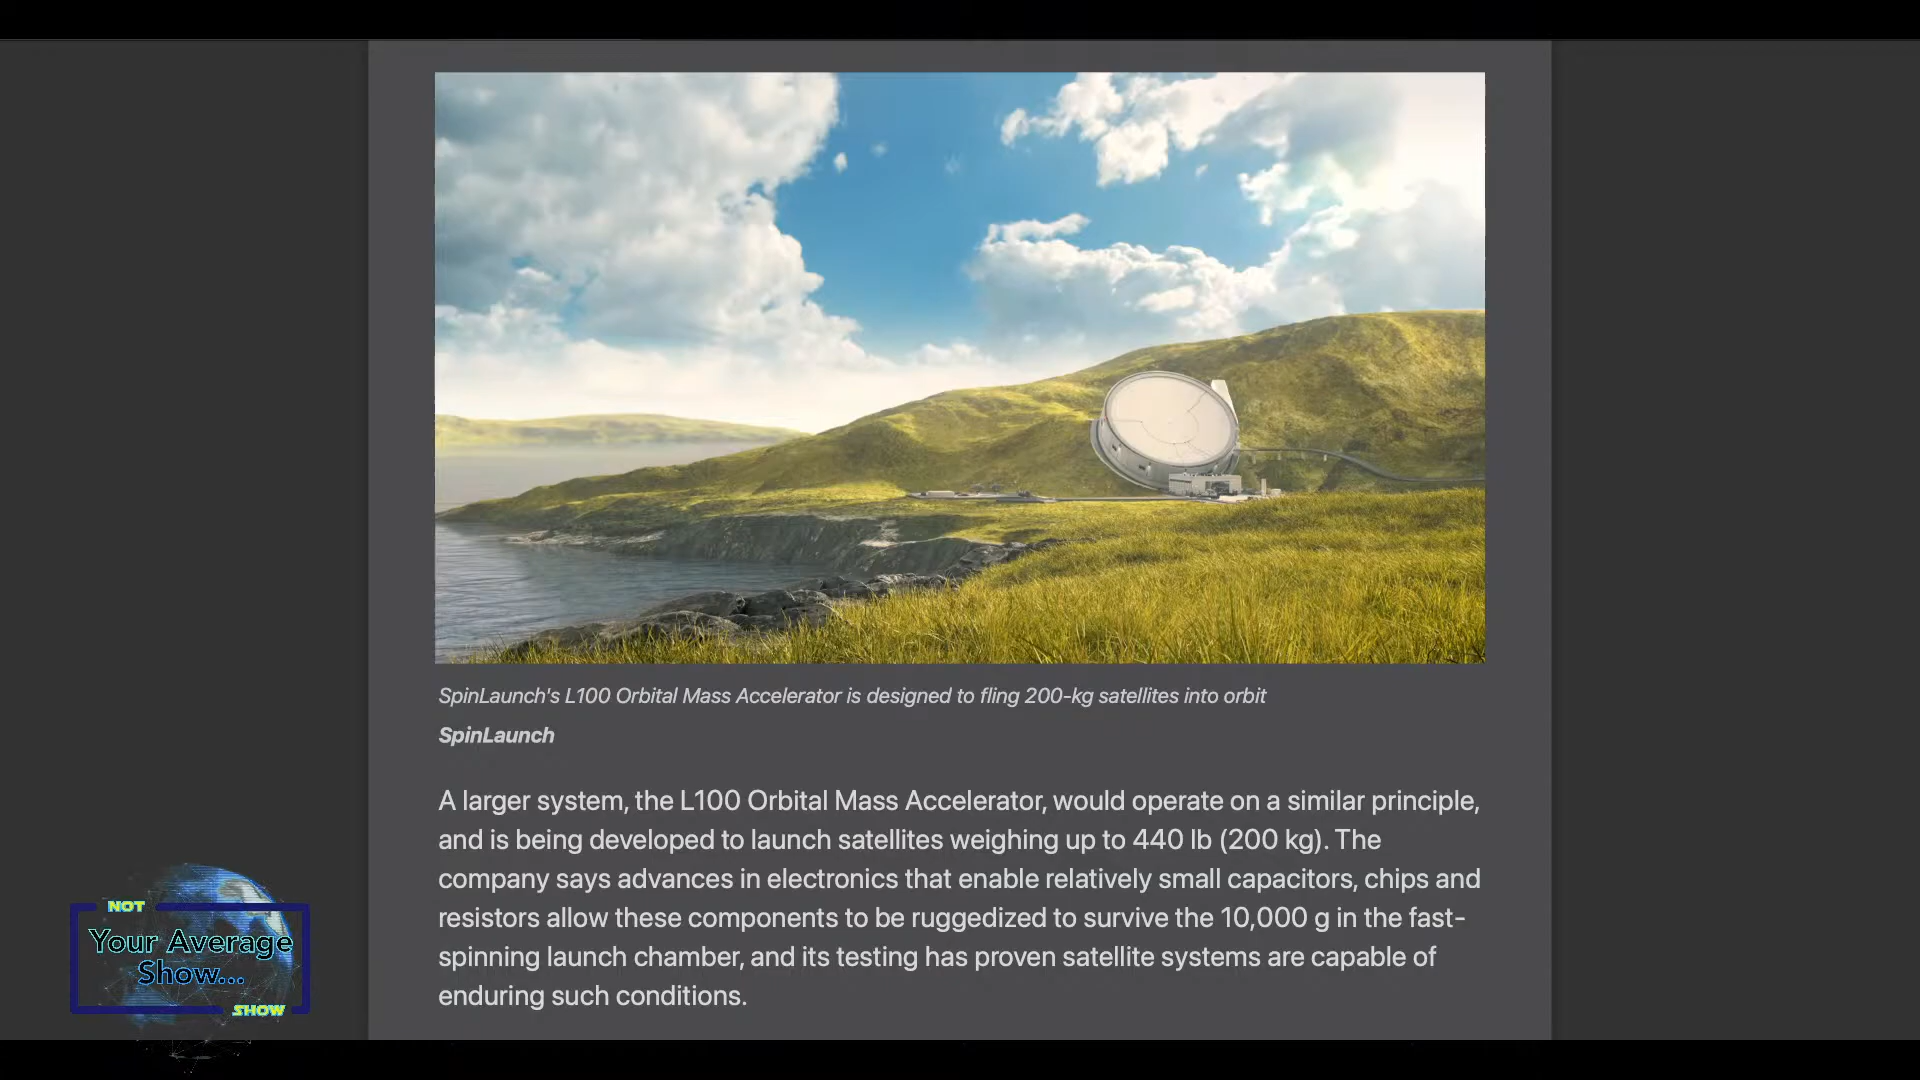 SpinLaunch's L100 Orbital Mass Accelerator is designed to fling 200-kg satellites into orbit
SpinLaunch
A larger system, the L100 Orbital Mass Accelerator, would operate on a similar principle,
and is being developed to launch satellites weighing up to 440 lb (200 kg). The
company says advances in electronics that enable relatively small capacitors, chips and
resistors allow these components to be ruggedized to survive the 10,000 g in the fast-
spinning launch chamber, and its testing has proven satellite systems are capable of
enduring such conditions.
NOT
Your Average
Show...
SHOW